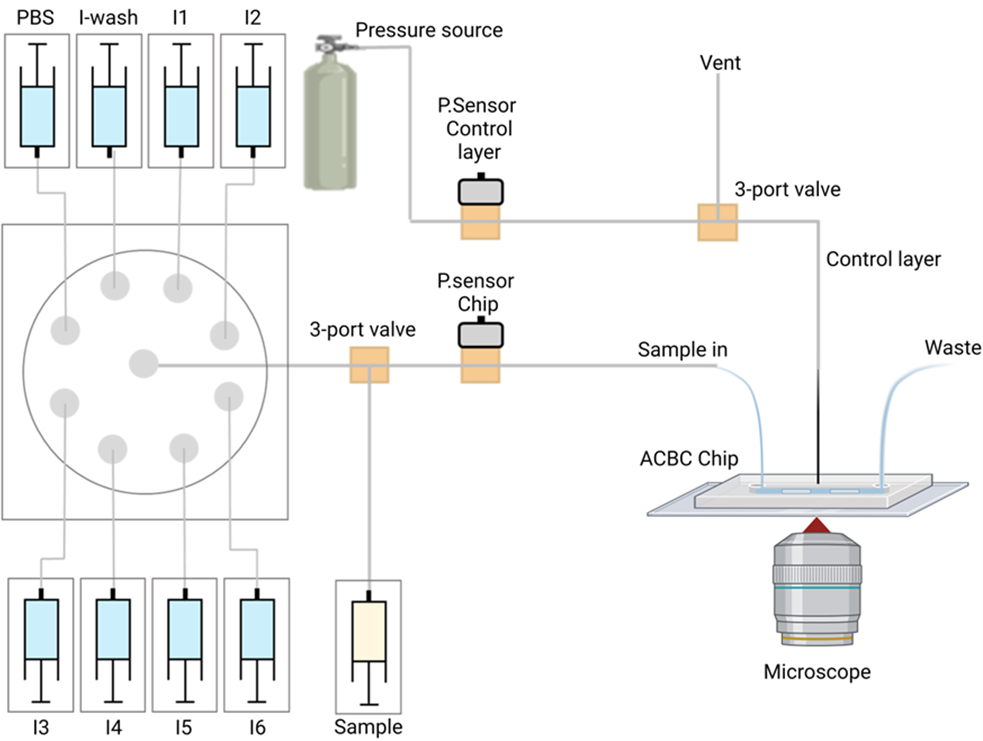 PBS
I-wash
I1
I2
Pressure source
P.Sensor
Control
layer
Vent
3-port valve
Control layer
P.sensor
Chip
3-port valve
Sample in
Waste
ACBC Chip
Microscope
I3
I4
I5
I6
Sample